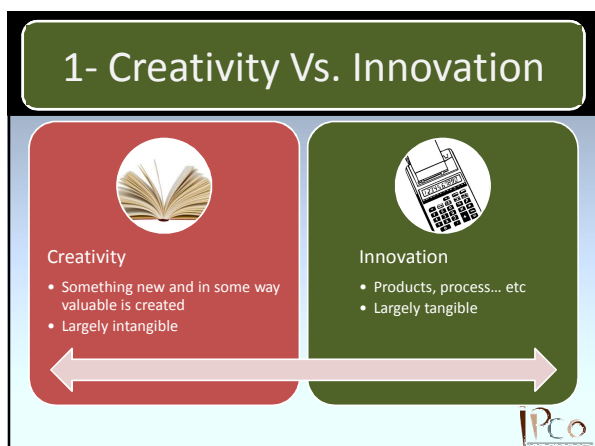 1- Creativity Vs. Innovation
Creativity
• Something new and in some way
valuable is created
• Largely intangible
Innovation
• Products, process... etc
• Largely tangible
IPCO